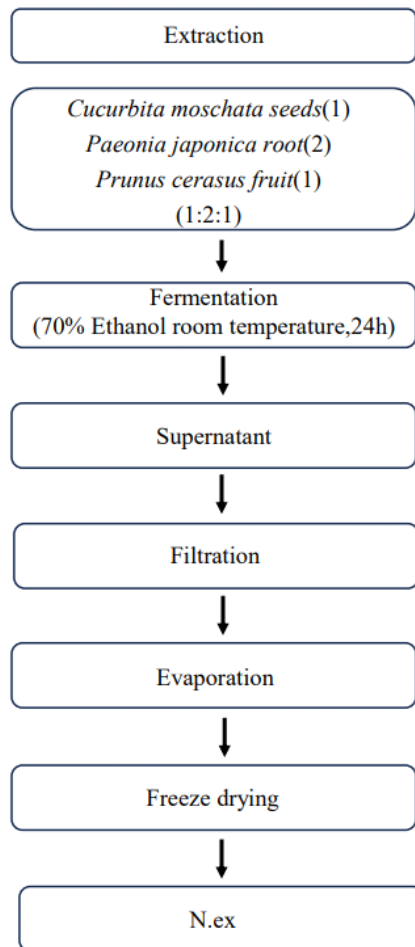 Extraction
Cucurbita moschata seeds(1)
Paeonia japonica root(2)
Prunus cerasus fruit(1)
(1:2:1)
Fermentation
(70% Ethanol room temperature,24h)
Supernatant
Filtration
Evaporation
Freeze drying
N.ex